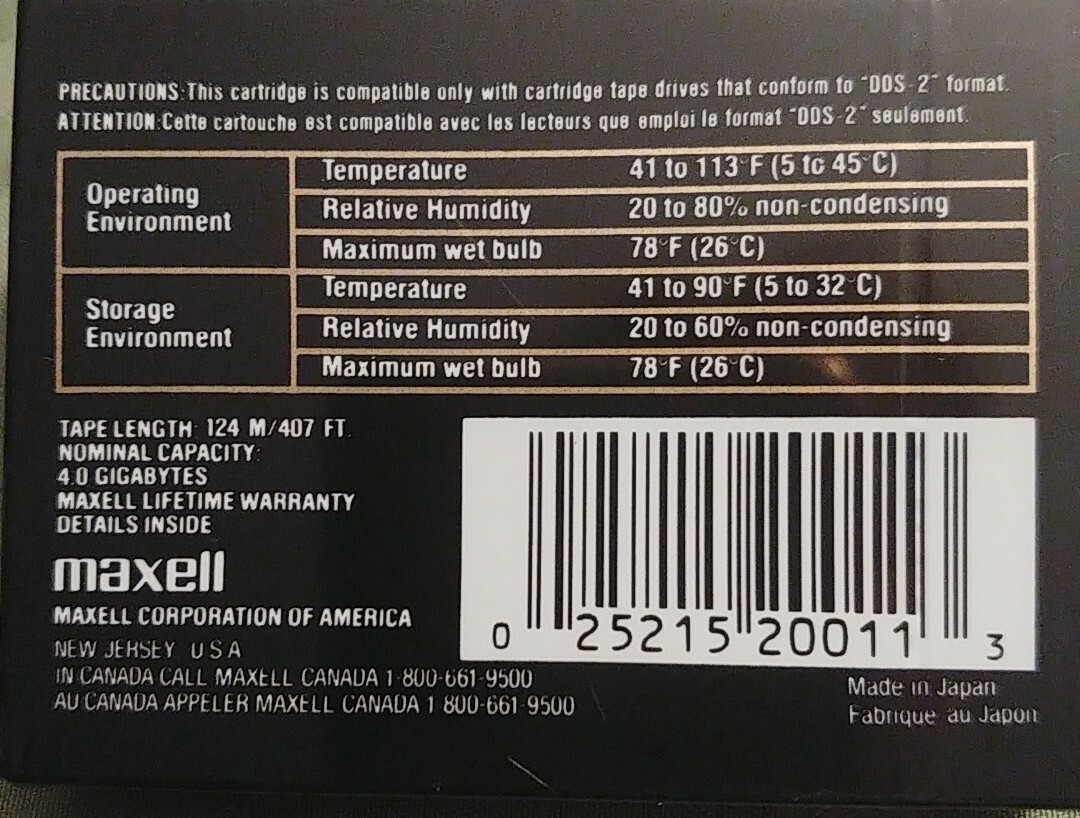 PRECAUTIONS:This cartridge is compatible only with cartridge tape drives that conform to "DDS-2" format.
ATTENTION:Cette cartouche est compatible avec les lecteurs que emploi le format "DDS-2" seulement.
Operating Environment
Temperature 41 to 113°F (5 to 45°C)
Relative Humidity 20 to 80% non-condensing
Maximum wet bulb 78°F (26°C)
Storage Environment
Temperature 41 to 90°F (5 to 32°C)
Relative Humidity 20 to 60% non-condensing
Maximum wet bulb 78°F (26°C)
TAPE LENGTH: 124 M/407 FT.
NOMINAL CAPACITY:
4.0 GIGABYTES
MAXELL LIFETIME WARRANTY
DETAILS INSIDE
maxell
MAXELL CORPORATION OF AMERICA
NEW JERSEY U S A
IN CANADA CALL MAXELL CANADA 1-800-661-9500
AU CANADA APPELER MAXELL CANADA 1 800-661-9500
0 25215 20011 3
Made in Japan
Fabrique au Japon